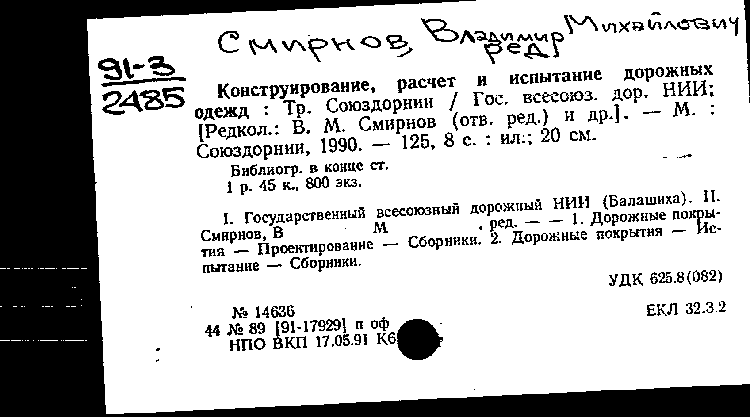 Смирнов, Владимир Михайлович
ред.
91-3
2485
Конструирование, расчет и испытание дорожных
одежд : Тр. Союздорнии / Гос. всесоюз. дор. НИИ;
[Редкол.: В. М. Смирнов (отв. ред.) и др.]. — М. :
Союздорнии, 1990. — 125, 8 с. : ил.; 20 см.
Библиогр. в конце ст.
1 р. 45 к., 800 экз.
I. Государственный всесоюзный дорожный НИИ (Балашиха). II.
Смирнов, В М , ред. — — 1. Дорожные покры-
тия — Проектирование — Сборники. 2. Дорожные покрытия — Ис-
пытание — Сборники.
УДК 625.8(082)
№ 14636
44 № 89 [91-17929] п оф
ЕКЛ 32.3.2
НПО ВКП 17.05.91